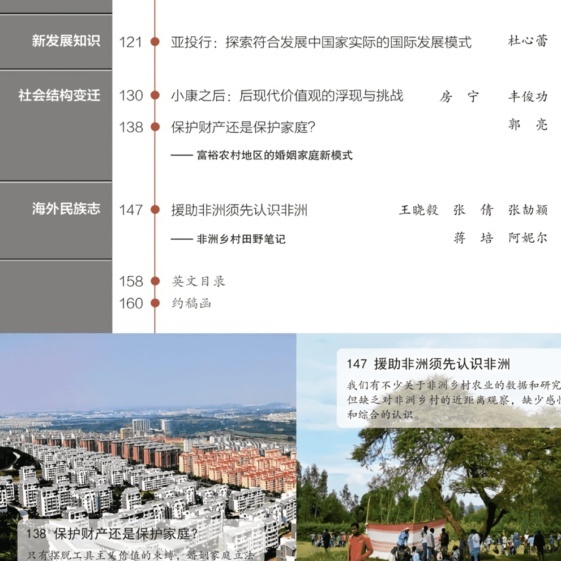 新发展知识 121 亚投行：探索符合发展中国家实际的国际发展模式 杜心蕾
社会结构变迁 130 小康之后：后现代价值观的浮现与挑战 房 宁 丰俊功
138 保护财产还是保护家庭？ 郭 亮
—— 富裕农村地区的婚姻家庭新模式
海外民族志 147 援助非洲须先认识非洲 王晓毅 张 倩 张劼颖
—— 非洲乡村田野笔记 蒋 培 阿妮尔
158 英文目录
160 约稿函
147 援助非洲须先认识非洲
我们有不少关于非洲乡村农业的数据和研究
但缺乏对非洲乡村的近距离观察，缺少感性
和综合的认识。
138 保护财产还是保护家庭？
只有摆脱工具主义价值的束缚，婚姻家庭立法